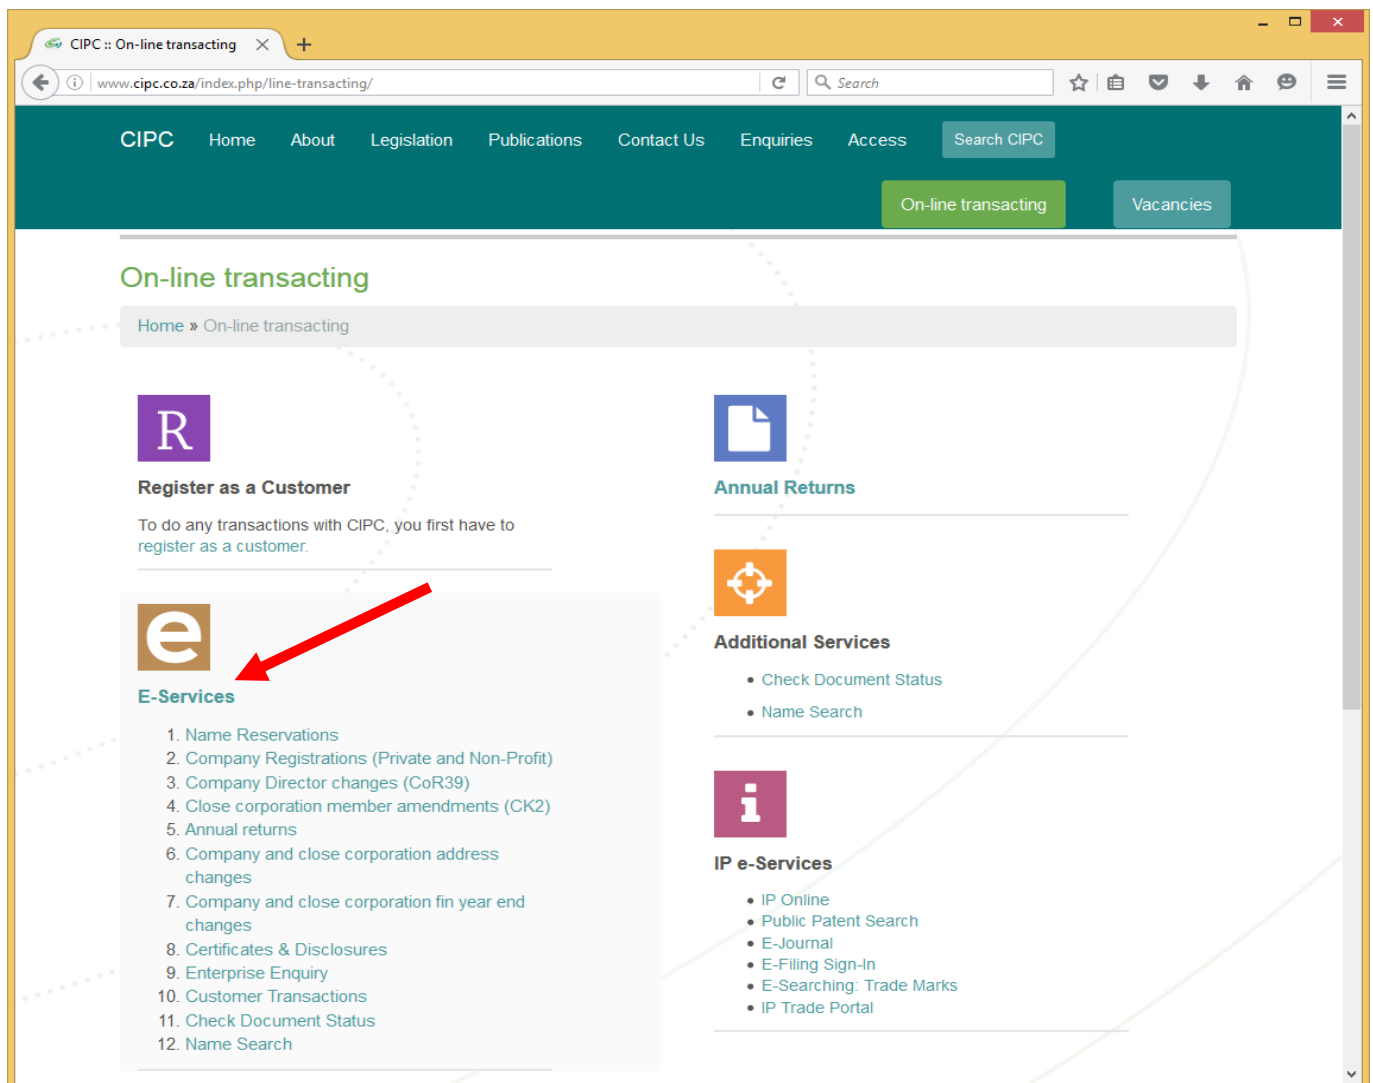 CIPC :: On-line transacting
www.cipc.co.za/index.php/line-transacting/
Search
CIPC Home About Legislation Publications Contact Us Enquiries Access Search CIPC
On-line transacting Vacancies
On-line transacting
Home » On-line transacting
R
Register as a Customer
To do any transactions with CIPC, you first have to
register as a customer.
e
E-Services
1. Name Reservations
2. Company Registrations (Private and Non-Profit)
3. Company Director changes (CoR39)
4. Close corporation member amendments (CK2)
5. Annual returns
6. Company and close corporation address
changes
7. Company and close corporation fin year end
changes
8. Certificates & Disclosures
9. Enterprise Enquiry
10. Customer Transactions
11. Check Document Status
12. Name Search
Annual Returns
Additional Services
• Check Document Status
• Name Search
i
IP e-Services
• IP Online
• Public Patent Search
• E-Journal
• E-Filing Sign-In
• E-Searching: Trade Marks
• IP Trade Portal